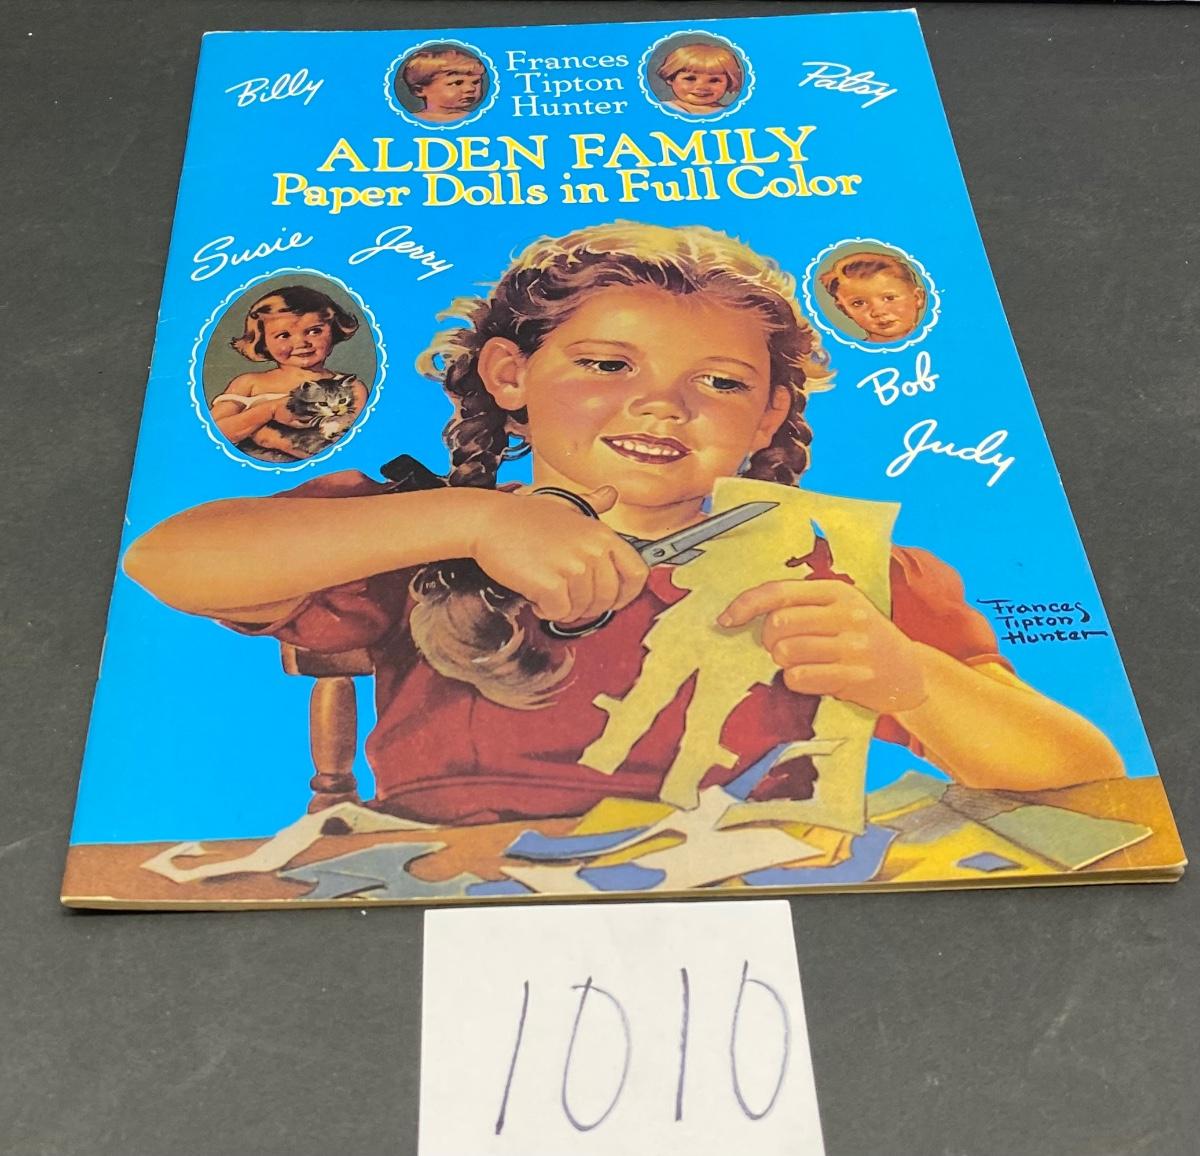 Billy
Frances
Tipton
Hunter
Patsy
ALDEN FAMILY
Paper Dolls in Full Color
Susie
Jerry
Bob
Judy
Frances
Tipton
Hunter
1010